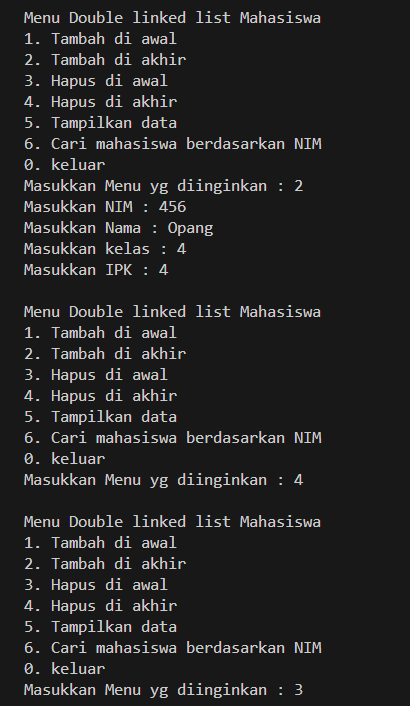 Menu Double linked list Mahasiswa
1. Tambah di awal
2. Tambah di akhir
3. Hapus di awal
4. Hapus di akhir
5. Tampilkan data
6. Cari mahasiswa berdasarkan NIM
0. keluar
Masukkan Menu yg diinginkan : 2
Masukkan NIM : 456
Masukkan Nama : Opang
Masukkan kelas : 4
Masukkan IPK : 4

Menu Double linked list Mahasiswa
1. Tambah di awal
2. Tambah di akhir
3. Hapus di awal
4. Hapus di akhir
5. Tampilkan data
6. Cari mahasiswa berdasarkan NIM
0. keluar
Masukkan Menu yg diinginkan : 4

Menu Double linked list Mahasiswa
1. Tambah di awal
2. Tambah di akhir
3. Hapus di awal
4. Hapus di akhir
5. Tampilkan data
6. Cari mahasiswa berdasarkan NIM
0. keluar
Masukkan Menu yg diinginkan : 3